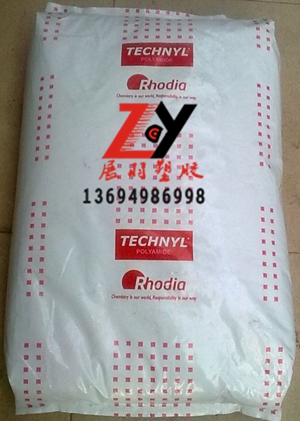 TECHNYL®
POLYAMIDE
Rhodia
Chemistry is our world, Responsibility is our way
ZY
展羽塑胶
13694986998
TECHNYL®
POLYAMIDE
Rhodia
Chemistry is our world, Responsibility is our way